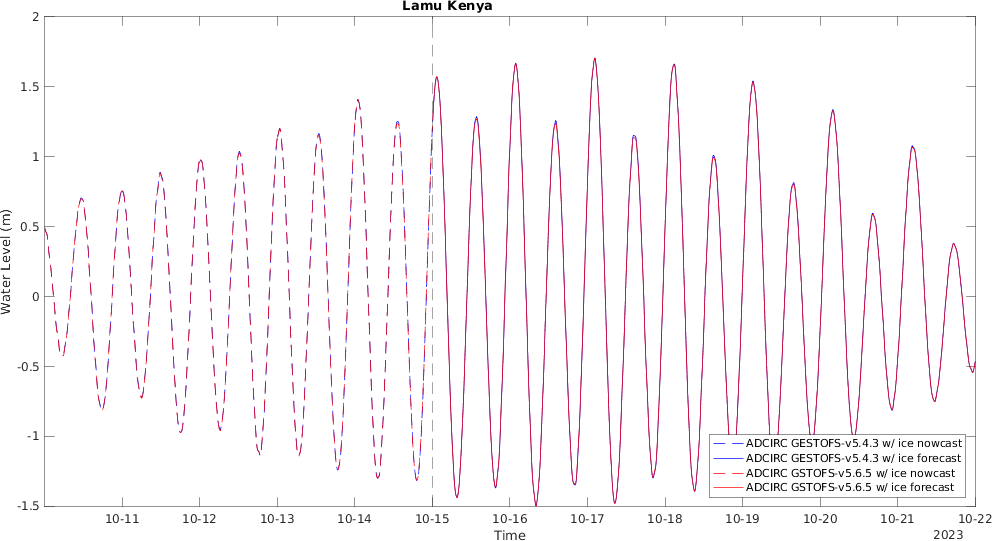 Lamu Kenya
2
1.5
1
0.5
0
-0.5
-1
-1.5
Water Level (m)
ADCIRC GESTOFS-v5.4.3 w/ ice nowcast
ADCIRC GESTOFS-v5.4.3 w/ ice forecast
ADCIRC GSTOFS-v5.6.5 w/ ice nowcast
ADCIRC GSTOFS-v5.6.5 w/ ice forecast
10-11 10-12 10-13 10-14 10-15 10-16 10-17 10-18 10-19 10-20 10-21 10-22
Time
2023